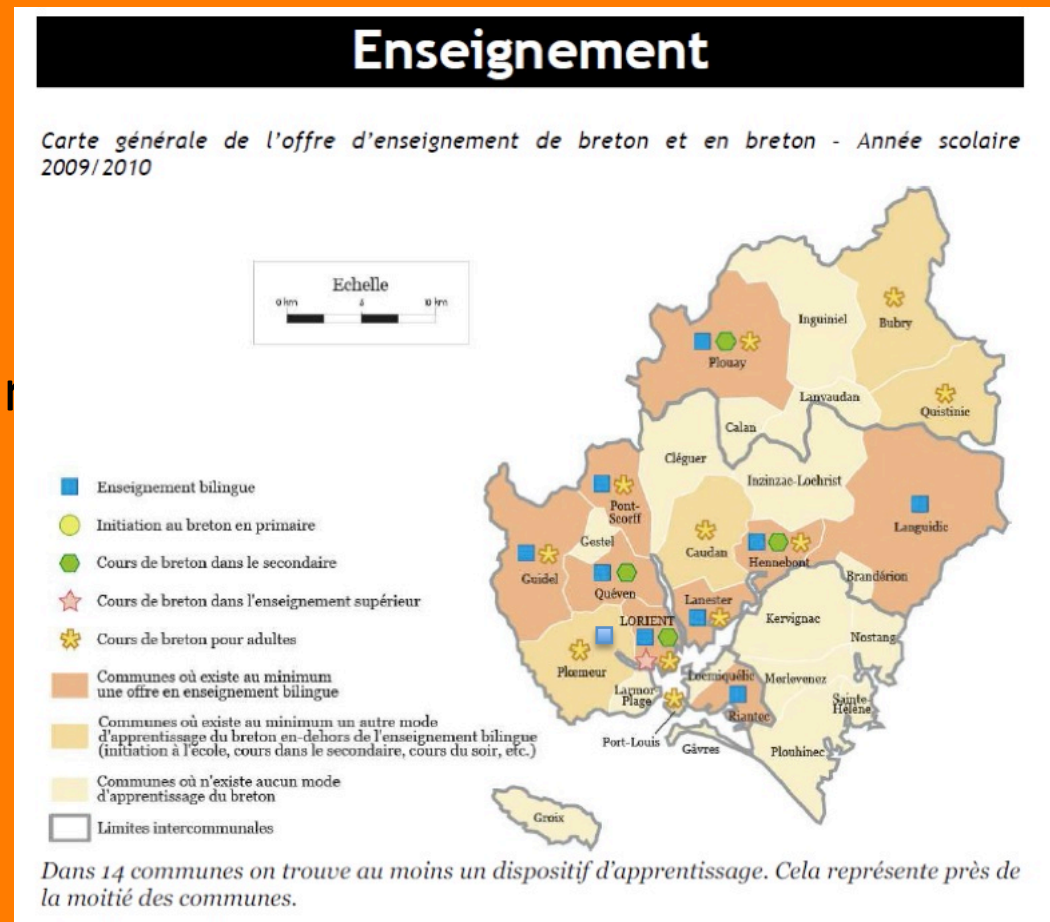 Enseignement
Carte générale de l'offre d'enseignement de breton et en breton - Année scolaire
2009/2010
Echelle
0 km 5 10 km
Inguiniel
Bubry
Plouay
Lanvaudan
Quistinic
Calan
Cléguer
Inzinzac-Lochrist
Pont-
Scorff
Languidic
Gestel
Caudan
Hennebont
Guidel
Brandérion
Quéven
Lanester
Kervignac
LORIENT
Nostang
Plœmeur
Locmiquélic
Merlevenez
Larmor
Plage
Sainte-
Hélène
Riantec
Port-Louis
Gâvres
Plouhinec
Groix
Enseignement bilingue
Initiation au breton en primaire
Cours de breton dans le secondaire
Cours de breton dans l'enseignement supérieur
Cours de breton pour adultes
Communes où existe au minimum
une offre en enseignement bilingue
Communes où existe au minimum un autre mode
d'apprentissage du breton en-dehors de l'enseignement bilingue
(initiation à l'école, cours dans le secondaire, cours du soir, etc.)
Communes où n'existe aucun mode
d'apprentissage du breton
Limites intercommunales
Dans 14 communes on trouve au moins un dispositif d'apprentissage. Cela représente près de
la moitié des communes.